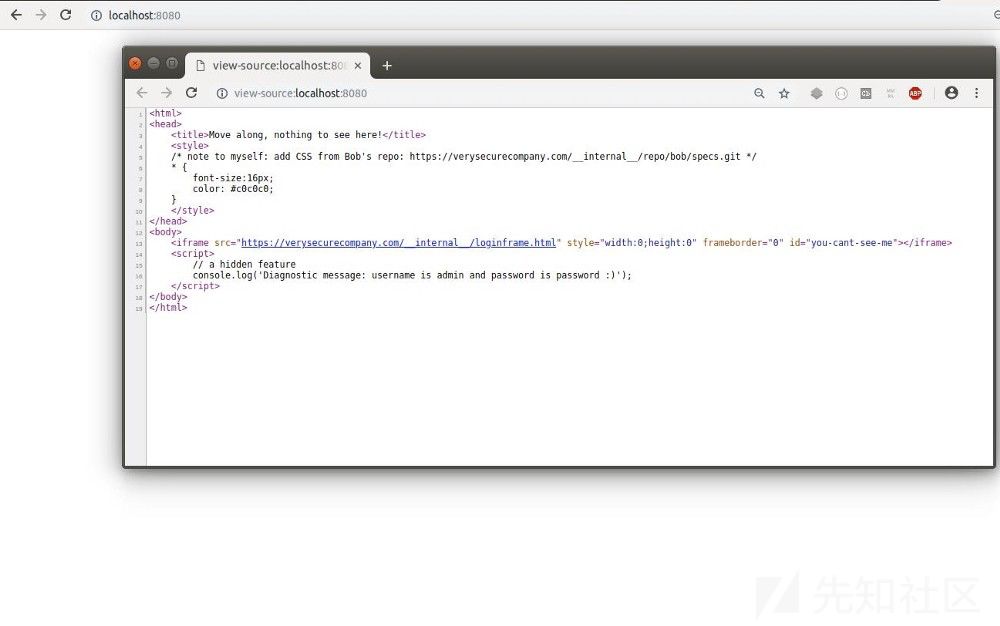 localhost:8080
view-source:localhost:808
view-source:localhost:8080
ABP
1 <html>
2 <head>
3 <title>Move along, nothing to see here!</title>
4 <style>
5 /* note to myself: add CSS from Bob's repo: https://verysecurecompany.com/__internal__/repo/bob/specs.git */
6 * {
7 font-size:16px;
8 color: #c0c0c0;
9 }
10 </style>
11 </head>
12 <body>
13 <iframe src="https://verysecurecompany.com/__internal__/loginframe.html" style="width:0;height:0" frameborder="0" id="you-cant-see-me"></iframe>
14 <script>
15 // a hidden feature
16 console.log('Diagnostic message: username is admin and password is password :)');
17 </script>
18 </body>
19 </html>
先知社区